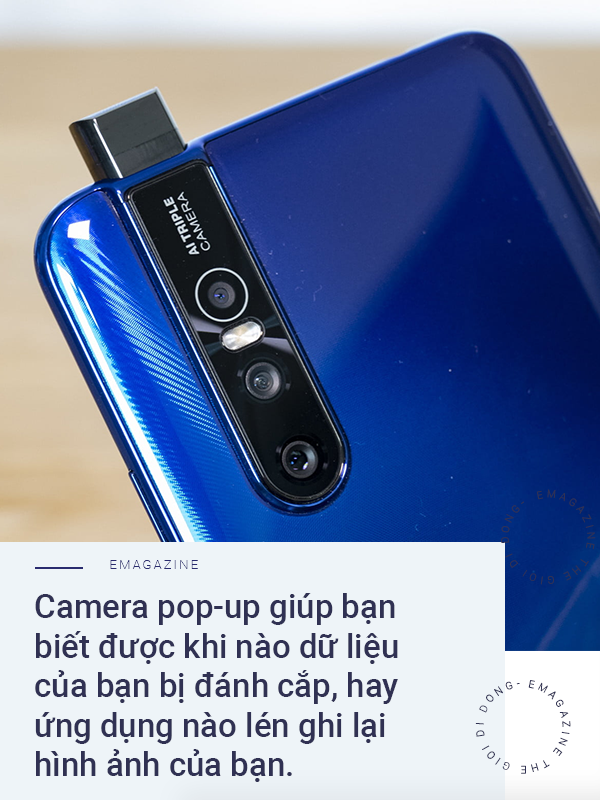 AI TRIPLE
CAMERA
EMAGAZINE THE GIOI DI DONG-
EMAGAZINE
Camera pop-up giúp bạn
biết được khi nào dữ liệu
của bạn bị đánh cắp, hay
ứng dụng nào lén ghi lại
hình ảnh của bạn.
EMAGAZINE THE GIOI DI DONG-